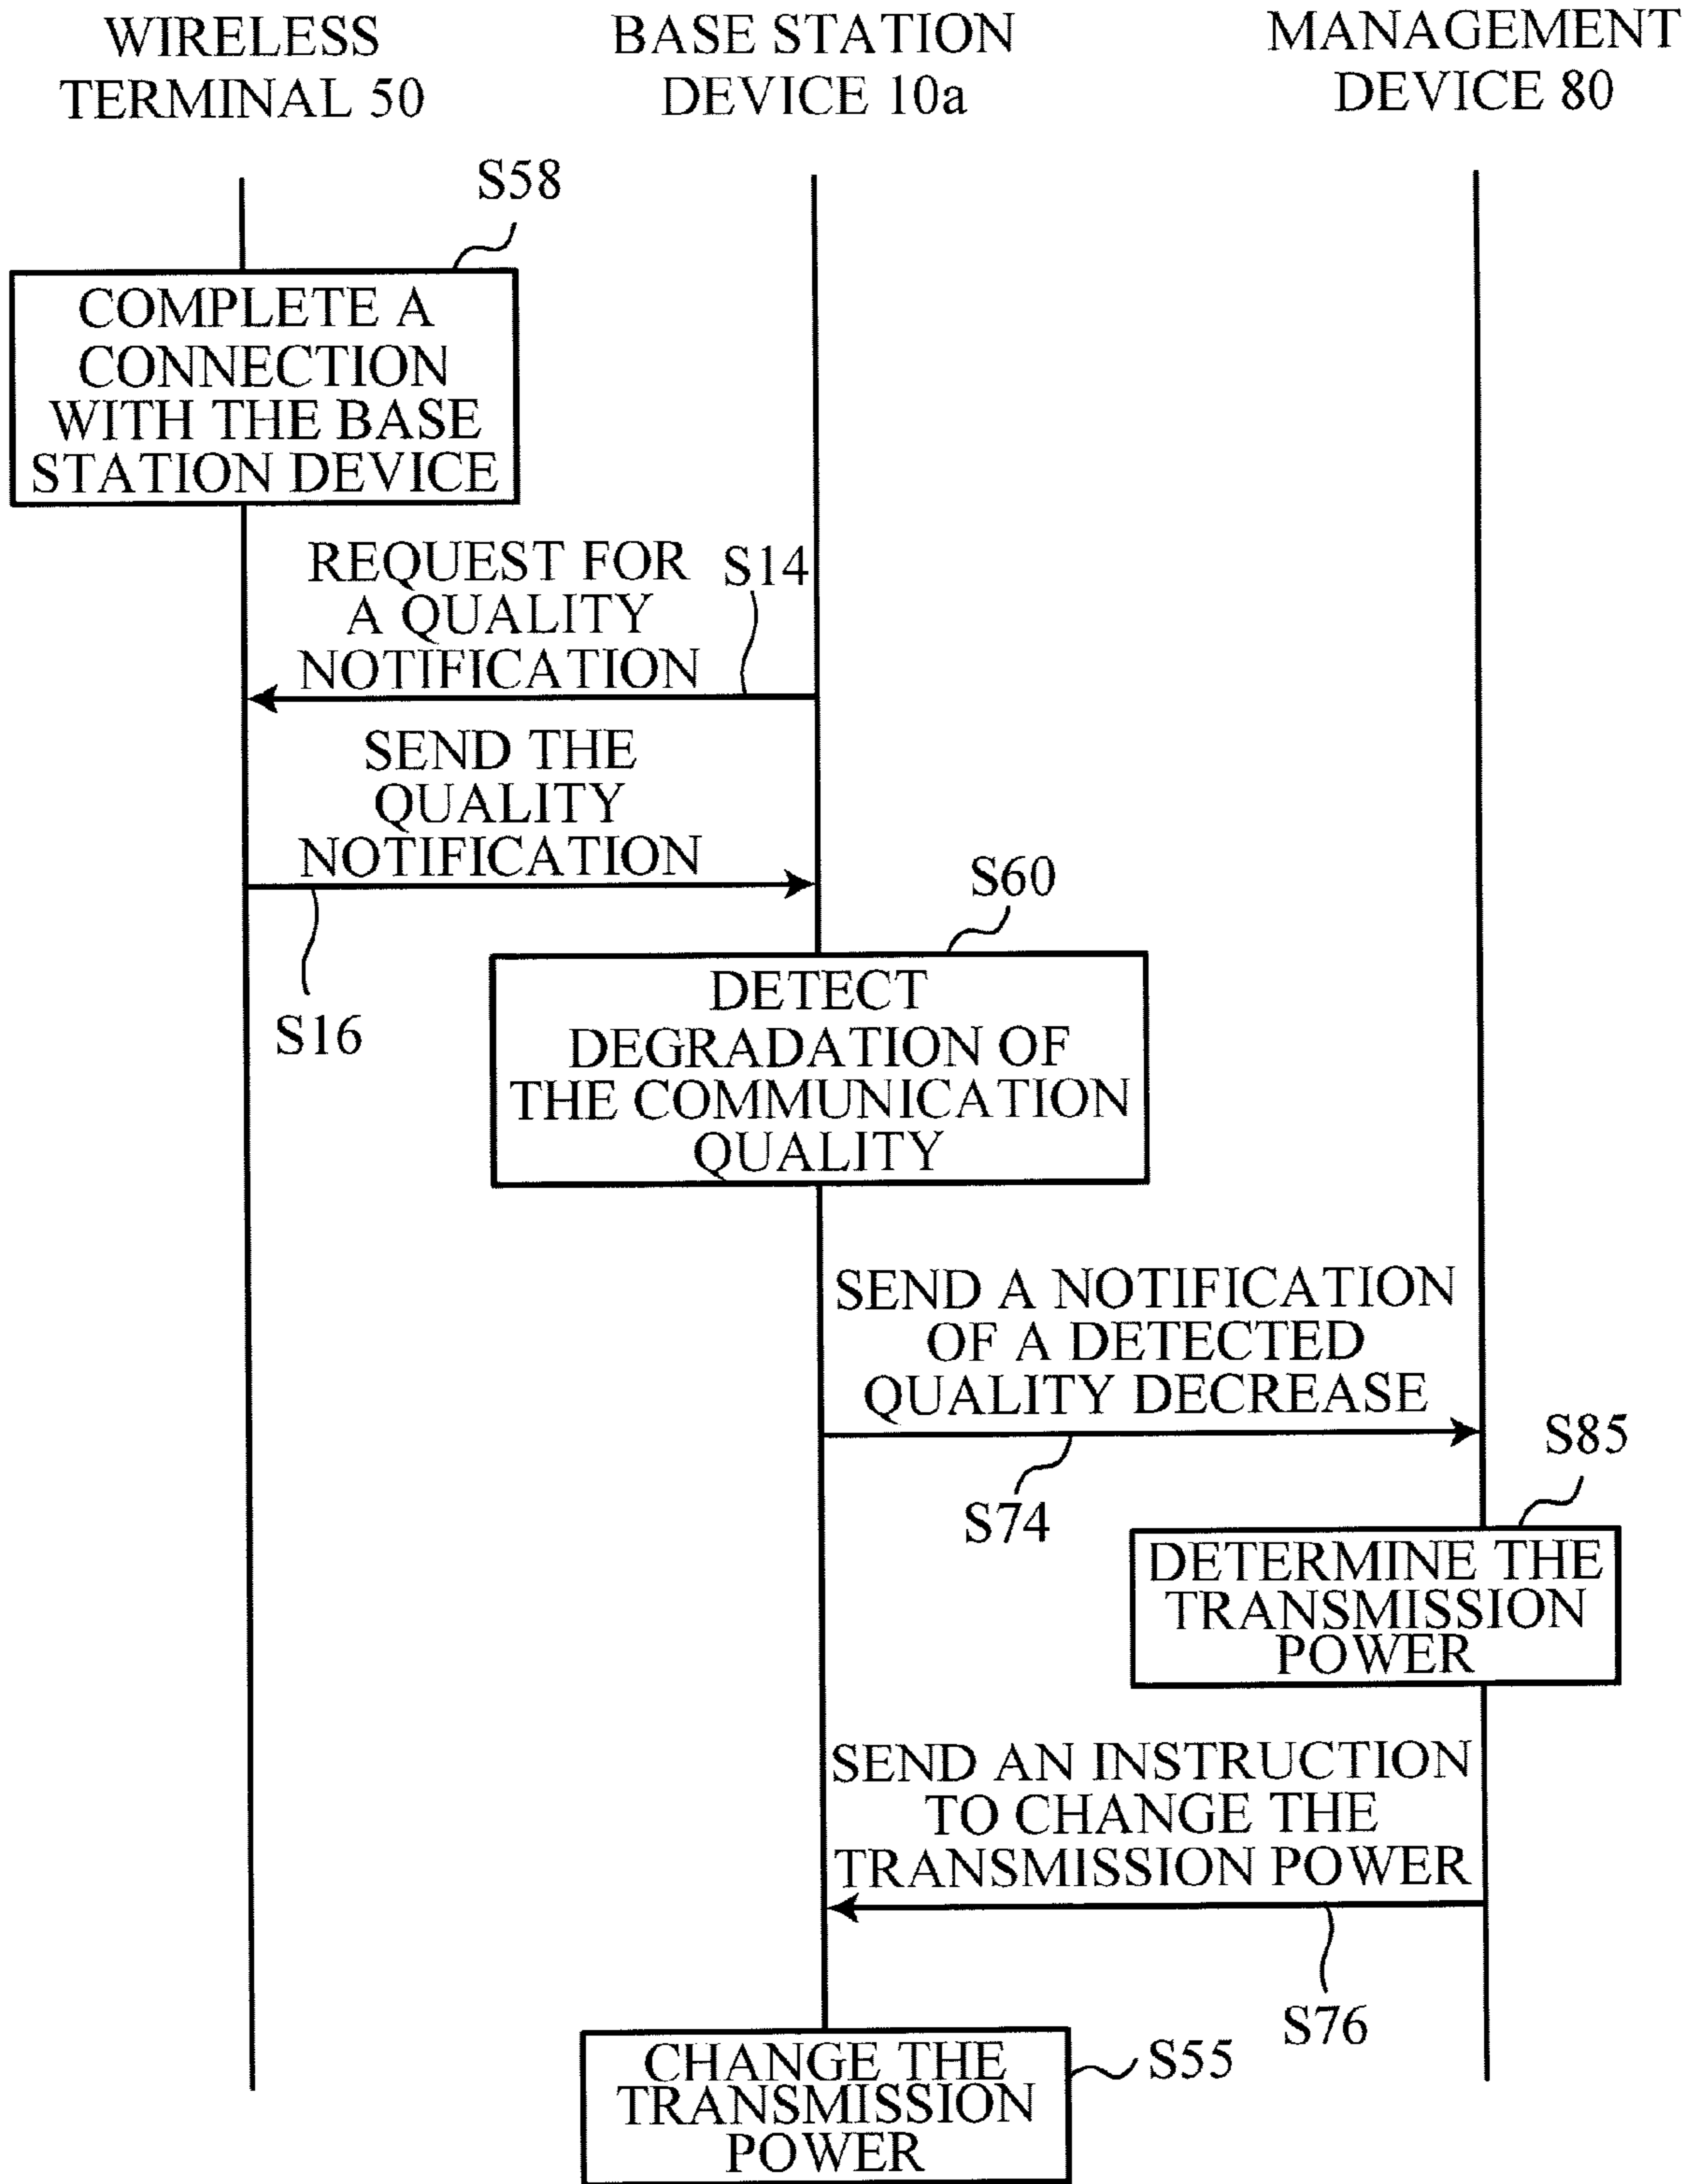 WIRELESS
TERMINAL 50
BASE STATION
DEVICE 10a
MANAGEMENT
DEVICE 80
S58
COMPLETE A
CONNECTION
WITH THE BASE
STATION DEVICE
REQUEST FOR
A QUALITY
NOTIFICATION
S14
SEND THE
QUALITY
NOTIFICATION
S16
S60
DETECT
DEGRADATION OF
THE COMMUNICATION
QUALITY
SEND A NOTIFICATION
OF A DETECTED
QUALITY DECREASE
S74
S85
DETERMINE THE
TRANSMISSION
POWER
SEND AN INSTRUCTION
TO CHANGE THE
TRANSMISSION POWER
S76
CHANGE THE
TRANSMISSION
POWER
S55